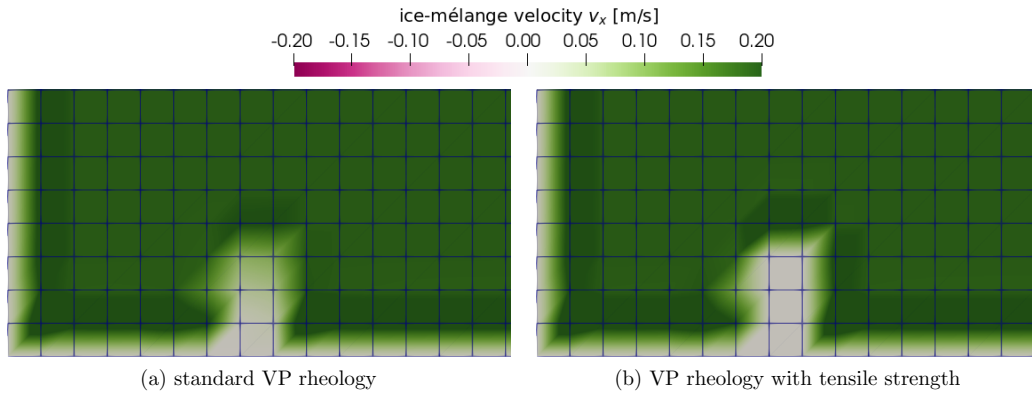 ice-mélange velocity vₓ [m/s]
-0.20 -0.15 -0.10 -0.05 0.00 0.05 0.10 0.15 0.20
(a) standard VP rheology
(b) VP rheology with tensile strength